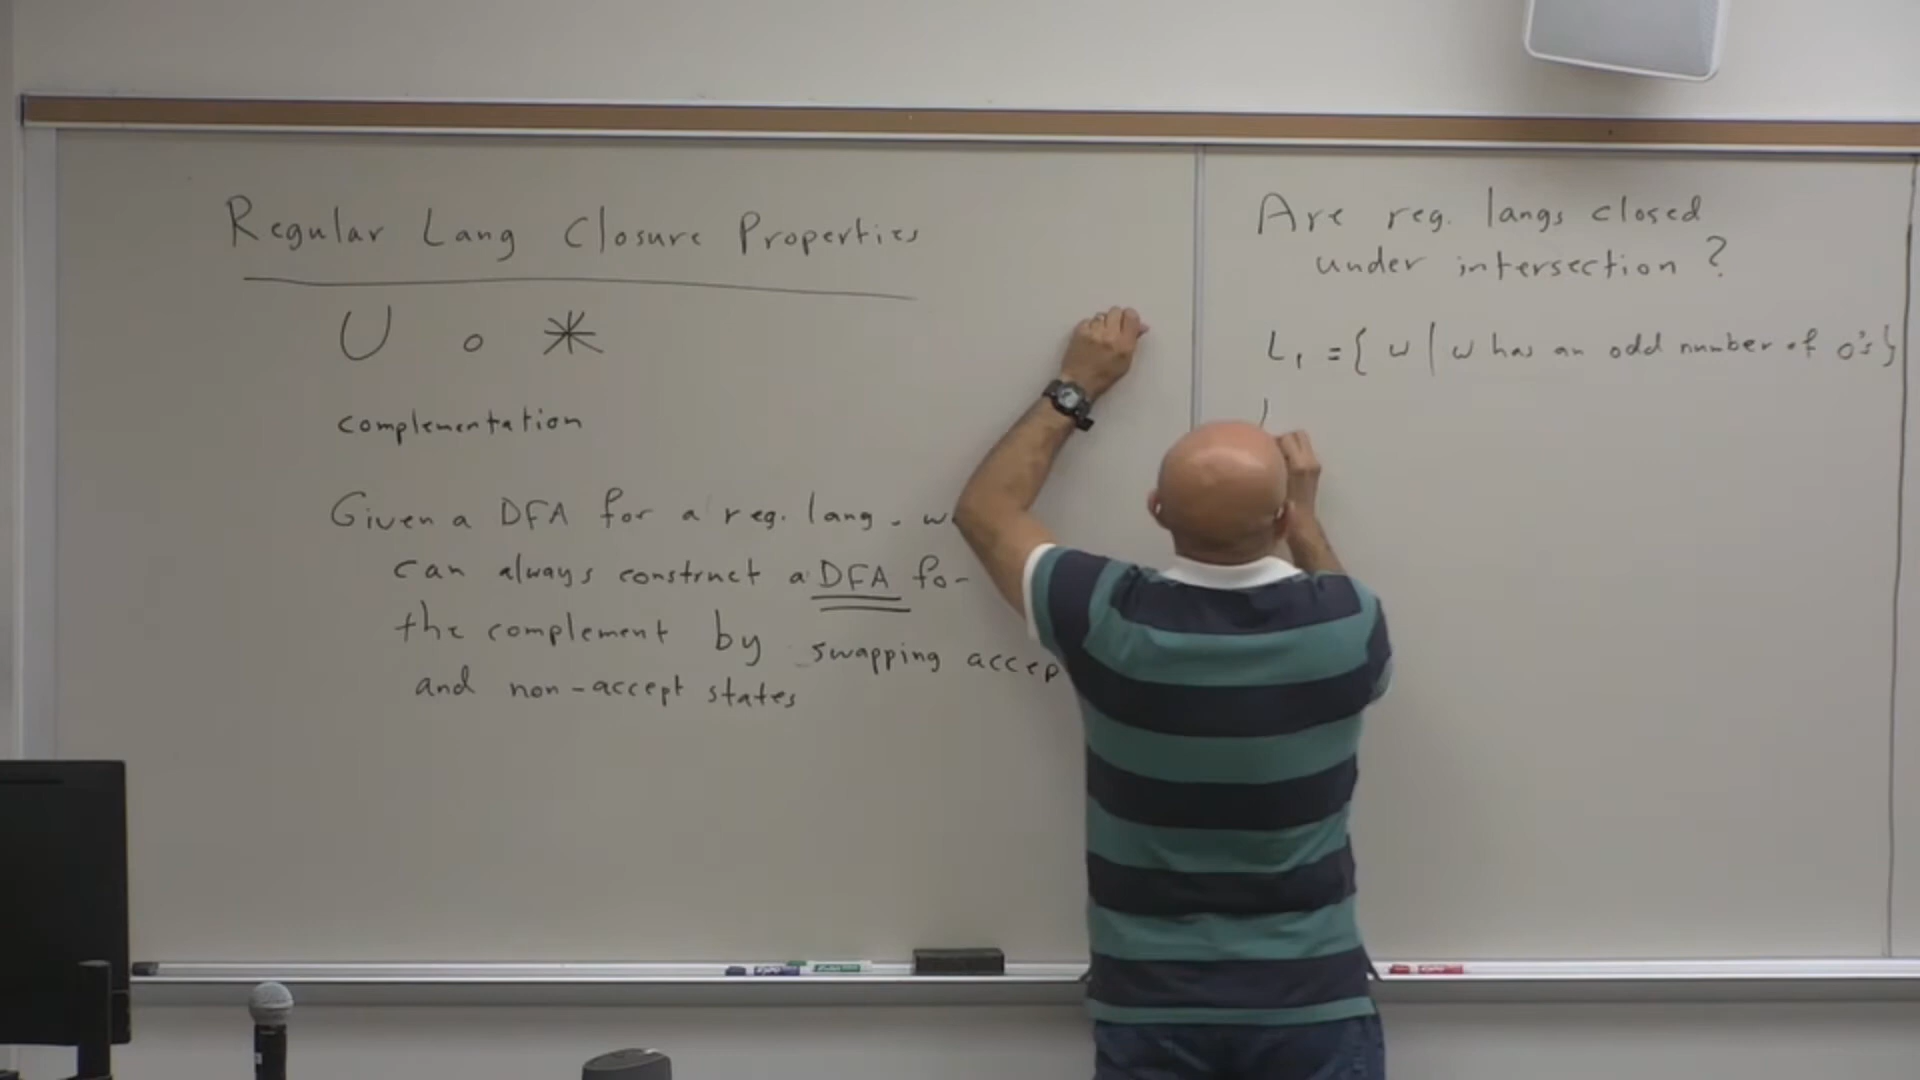 Regular Lang Closure Properties
∪ ∘ *
complementation
Given a DFA for a reg. lang. w
can always construct a DFA fo
the complement by swapping accep
and non-accept states
Are reg. langs closed
under intersection?
L₁ = { w | w has an odd number of 0's }